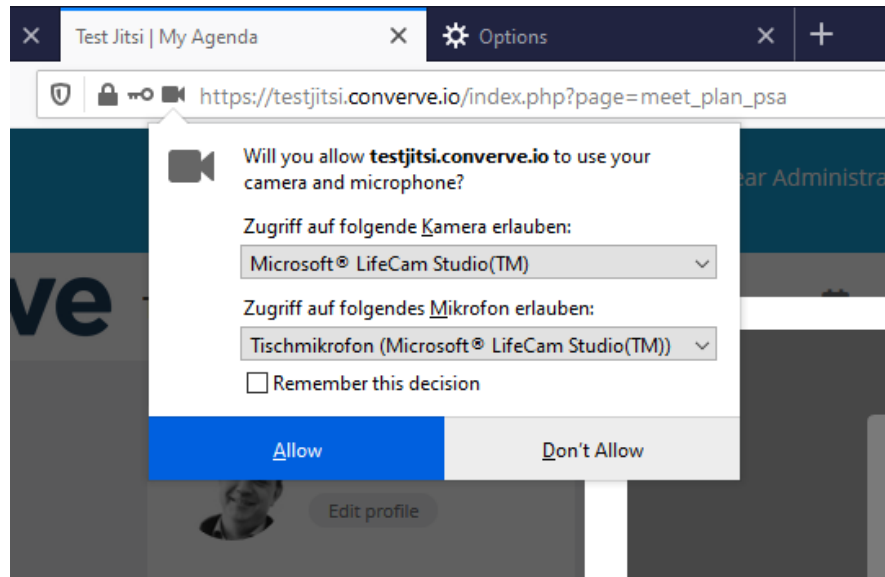 Test Jitsi | My Agenda
Options
https://testjitsi.converve.io/index.php?page=meet_plan_psa
Will you allow testjitsi.converve.io to use your
camera and microphone?
Zugriff auf folgende Kamera erlauben:
Microsoft® LifeCam Studio(TM)
Zugriff auf folgendes Mikrofon erlauben:
Tischmikrofon (Microsoft® LifeCam Studio(TM))
Remember this decision
Allow
Don't Allow
ear Administra
ve
Edit profile